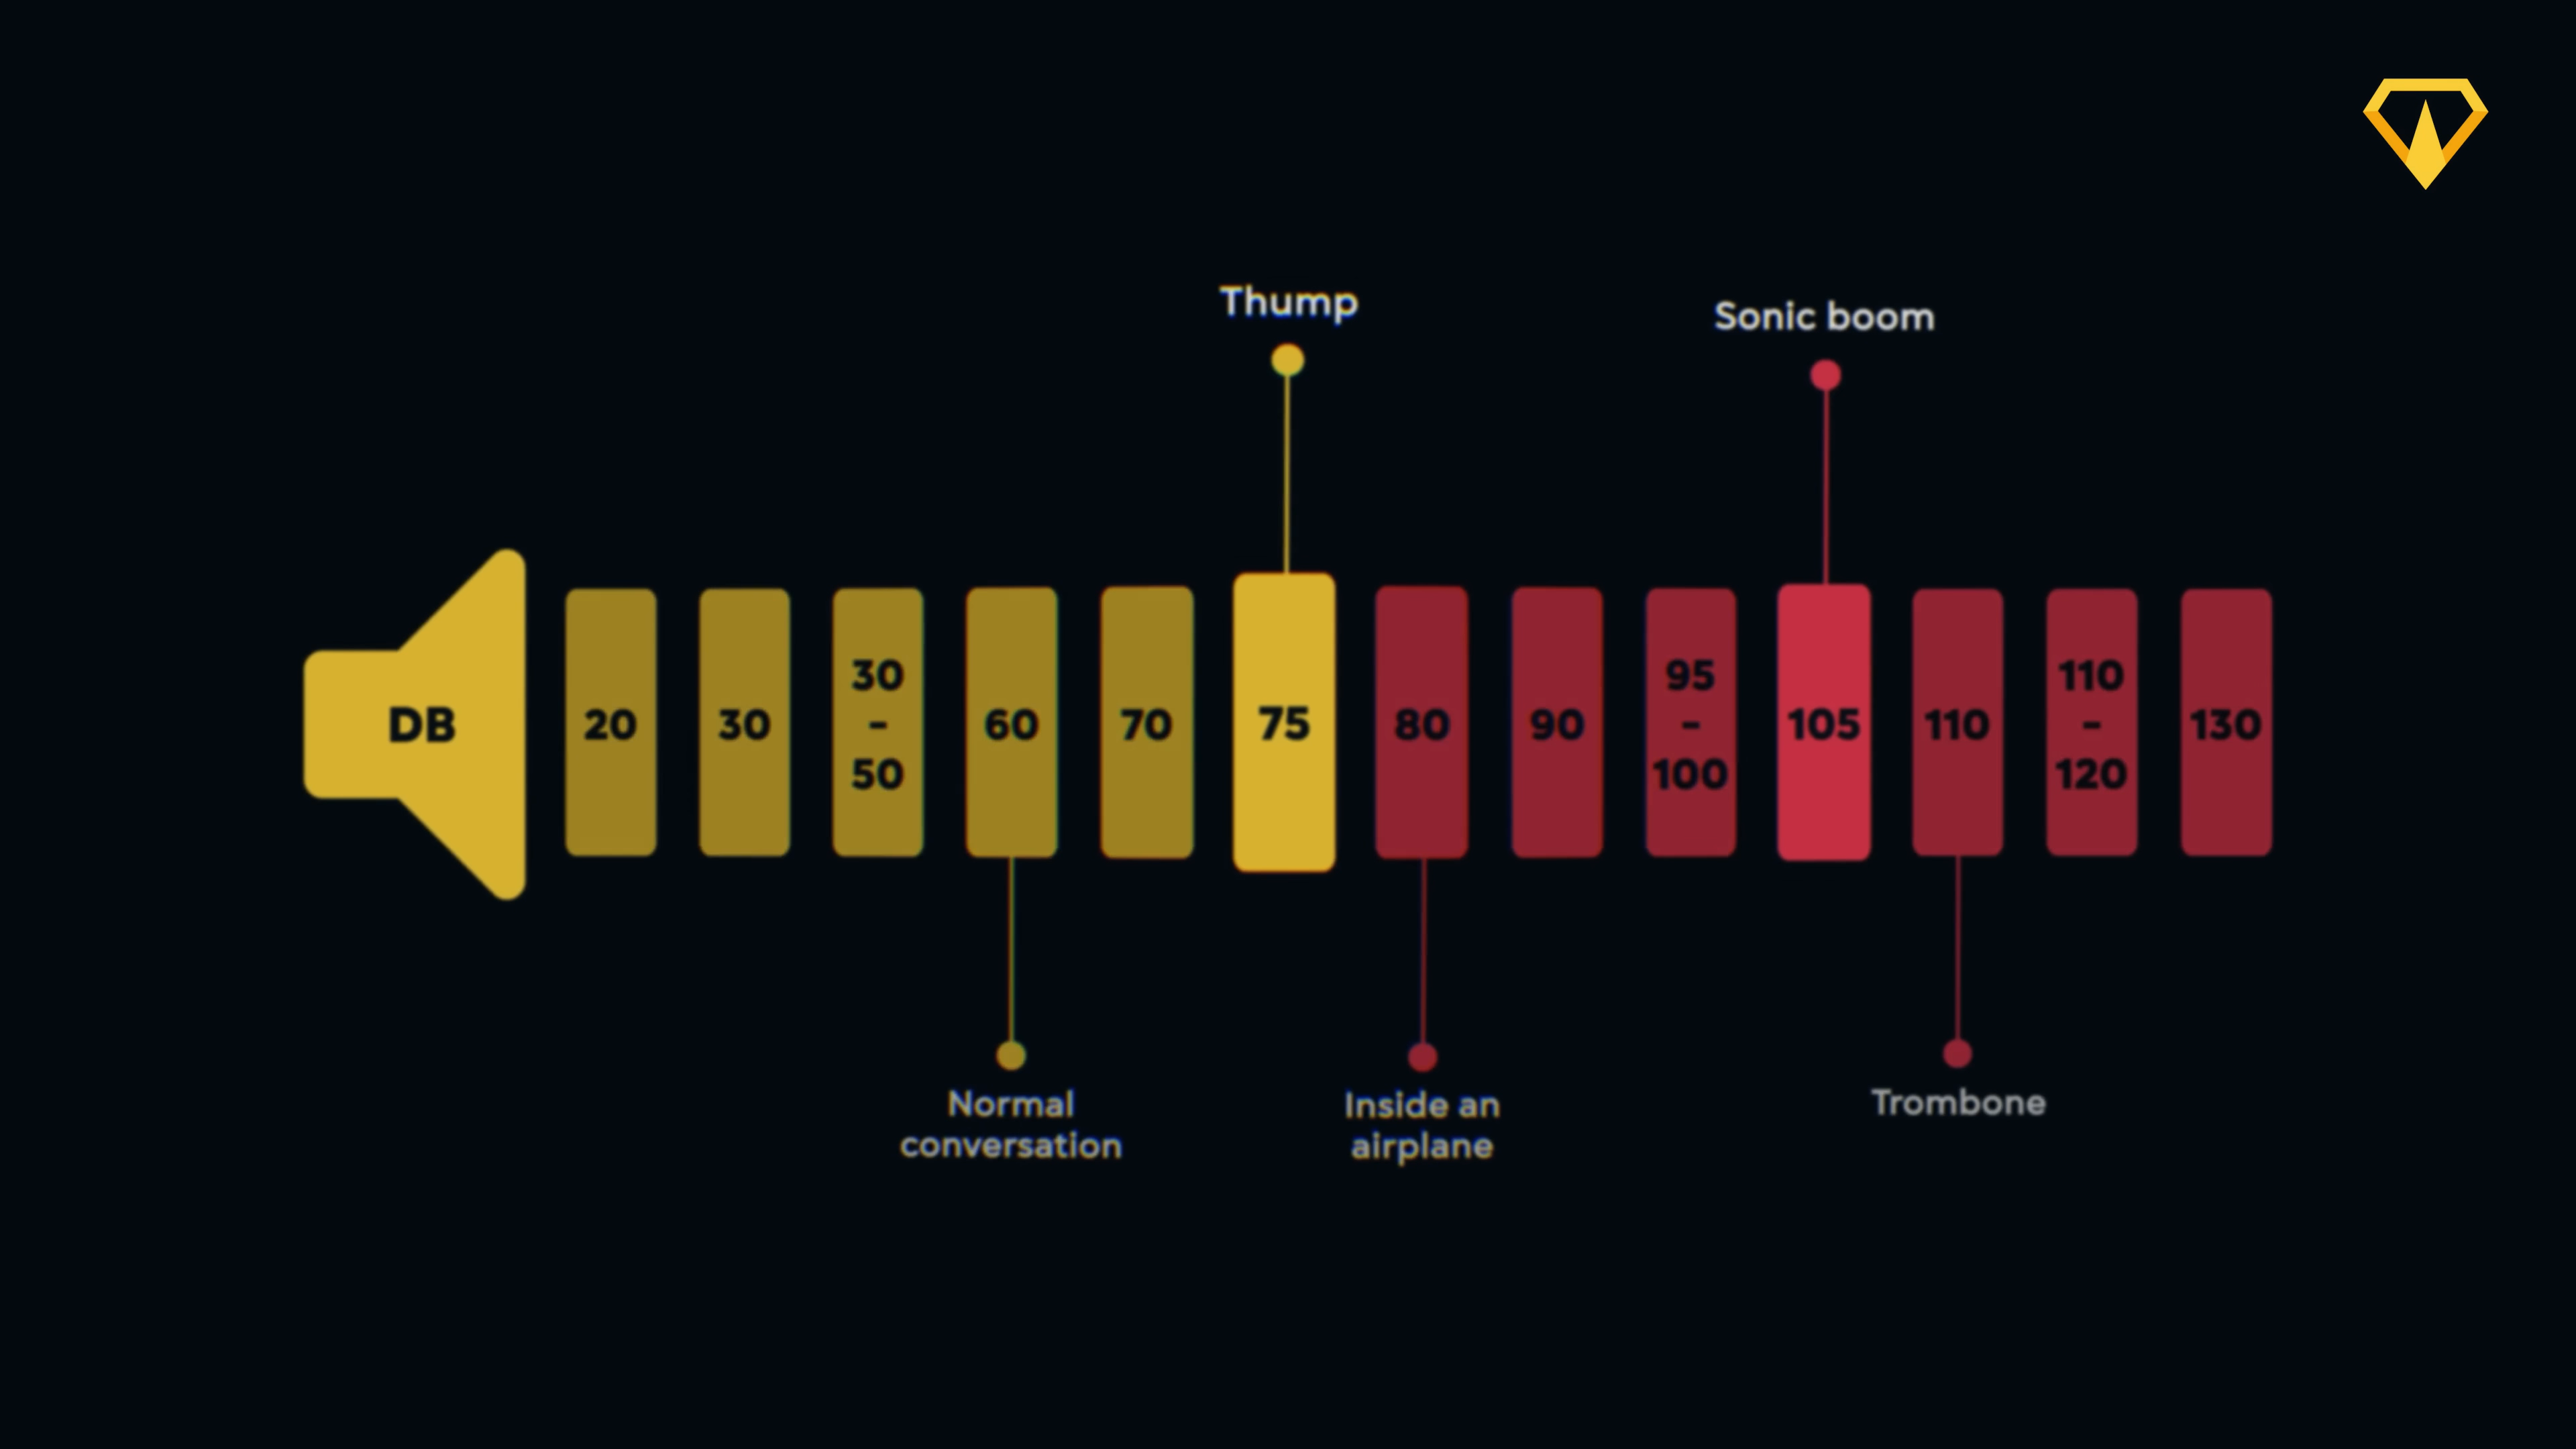 Thump
Sonic boom
DB
20
30
30
-
50
60
70
75
80
90
95
-
100
105
110
110
-
120
130
Normal
conversation
Inside an
airplane
Trombone